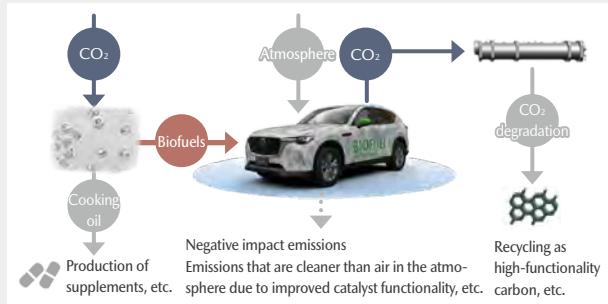 CO₂
Atmosphere
CO₂
CO₂
degradation
Biofuels
BIOFUEL
Cooking
oil
Production of
supplements, etc.
Negative impact emissions
Emissions that are cleaner than air in the atmo-
sphere due to improved catalyst functionality, etc.
Recycling as
high-functionality
carbon, etc.